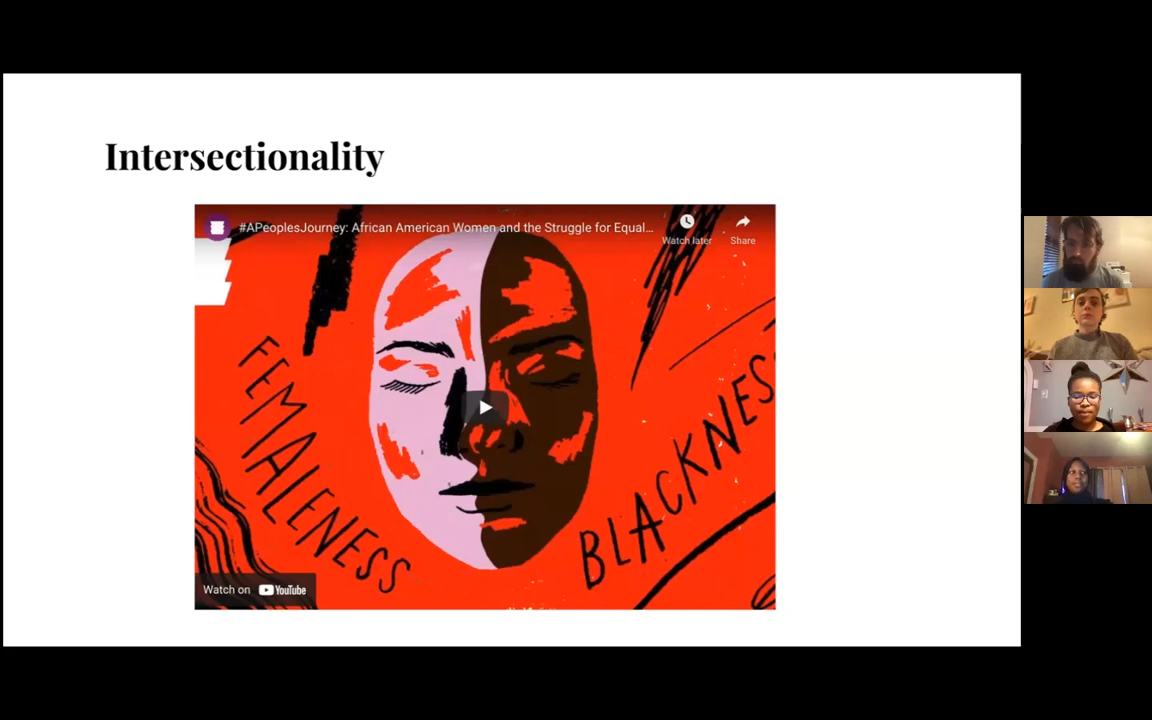 Intersectionality
#APeoplesJourney: African American Women and the Struggle for Equal...
Watch later
Share
FEMALENESS
BLACKNESS
Watch on YouTube